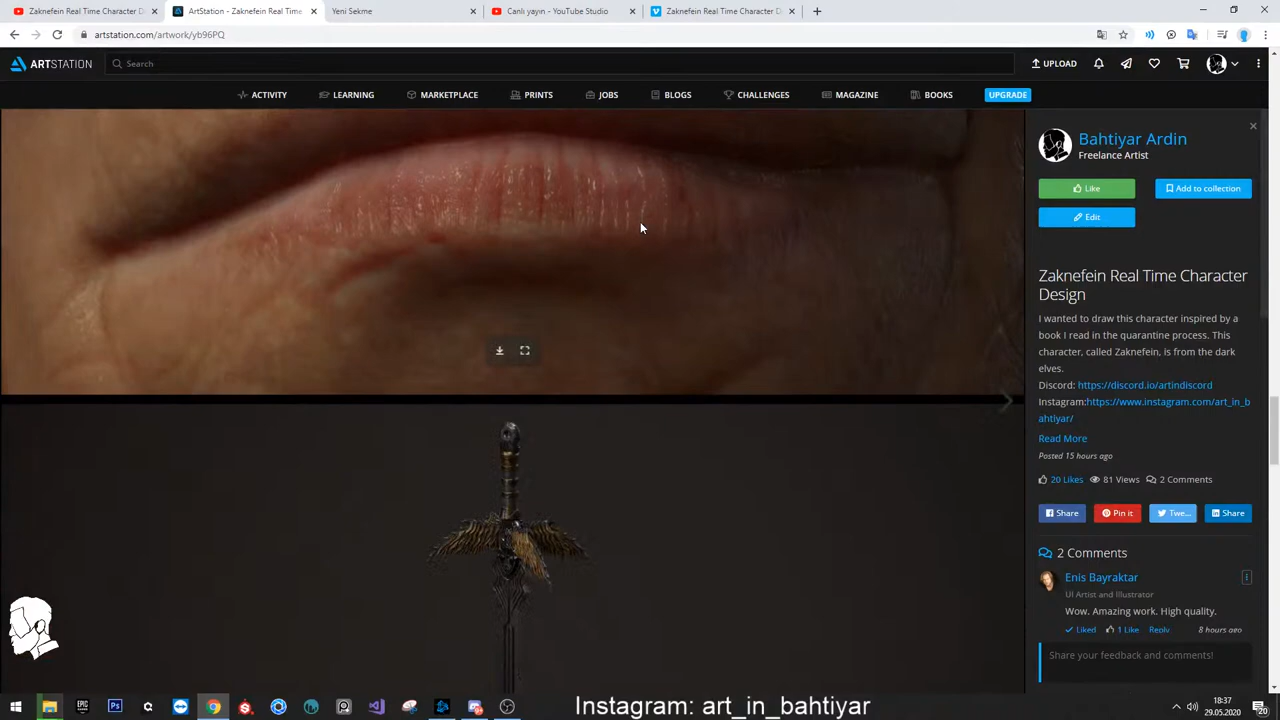 Zaknefein Real Time Character D
ArtStation - Zaknefein Real Time
Yeni Sekme
Canlı yayın - YouTube Studio
Zaknefein Real Time Character D
artstation.com/artwork/yb96PQ
ARTSTATION
Search
UPLOAD
ACTIVITY
LEARNING
MARKETPLACE
PRINTS
JOBS
BLOGS
CHALLENGES
MAGAZINE
BOOKS
UPGRADE
Bahtiyar Ardin
Freelance Artist
Like
Add to collection
Edit
Zaknefein Real Time Character
Design
I wanted to draw this character inspired by a
book I read in the quarantine process. This
character, called Zaknefein, is from the dark
elves.
Discord: https://discord.io/artindiscord
Instagram:https://www.instagram.com/art_in_b
ahtiyar/
Read More
Posted 15 hours ago
20 Likes 81 Views 2 Comments
Share
Pin it
Twe...
Share
2 Comments
Enis Bayraktar
UI Artist and Illustrator
Wow. Amazing work. High quality.
Liked 1 Like Reply 8 hours ago
Share your feedback and comments!
Instagram: art_in_bahtiyar
18:37
29.05.2020
20